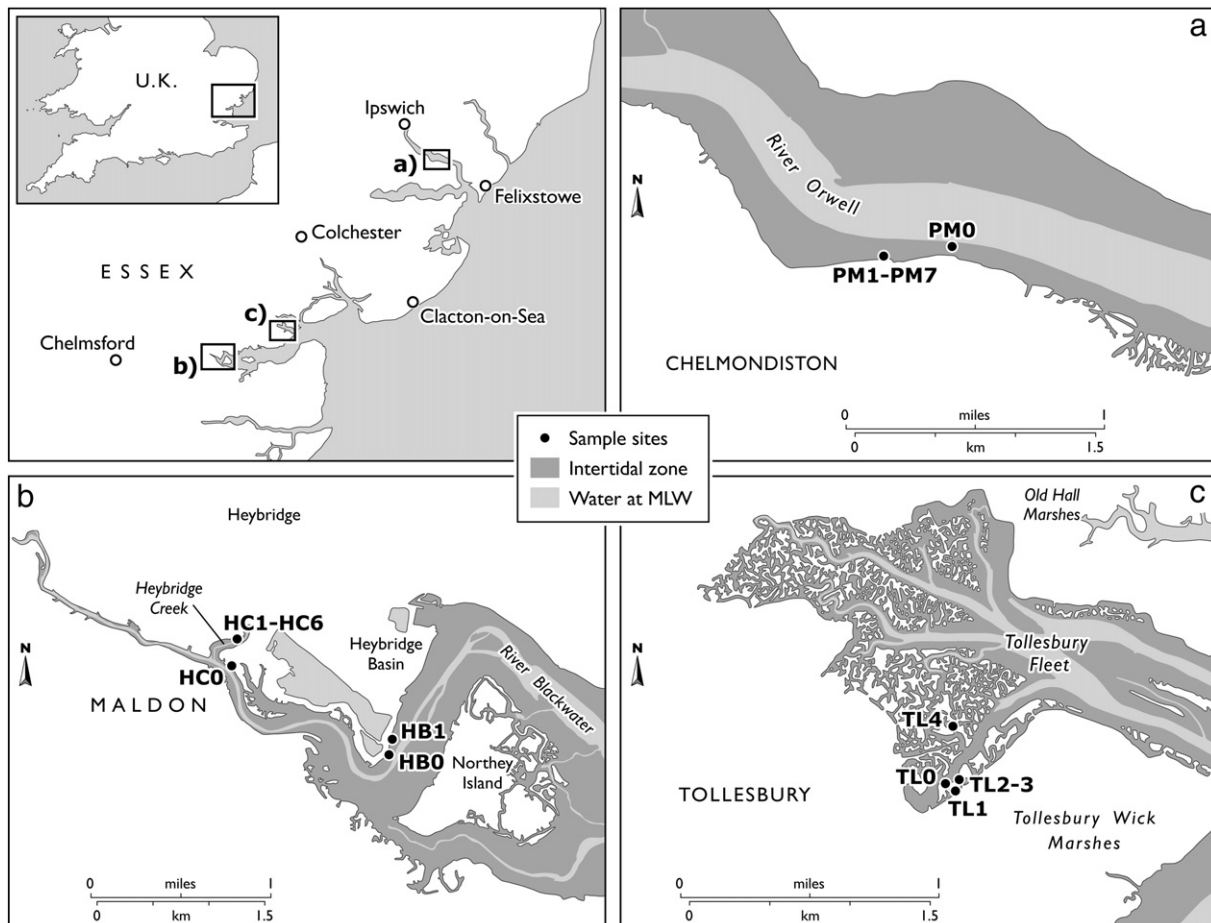 U.K.
Ipswich
a)
Felixstowe
Colchester
ESSEX
c)
Clacton-on-Sea
Chelmsford
b)
a
River Orwell
N
PM0
PM1-PM7
CHELMONDISTON
0 miles 1
0 km 1.5
Sample sites
Intertidal zone
Water at MLW
b
Heybridge
Heybridge
Creek
HC1-HC6
Heybridge
Basin
N
HC0
MALDON
River Blackwater
HB1
HB0
Northey
Island
0 miles 1
0 km 1.5
c
Old Hall
Marshes
N
Tollesbury
Fleet
TL4
TL0
TL2-3
TL1
TOLLESBURY
Tollesbury Wick
Marshes
0 miles 1
0 km 1.5